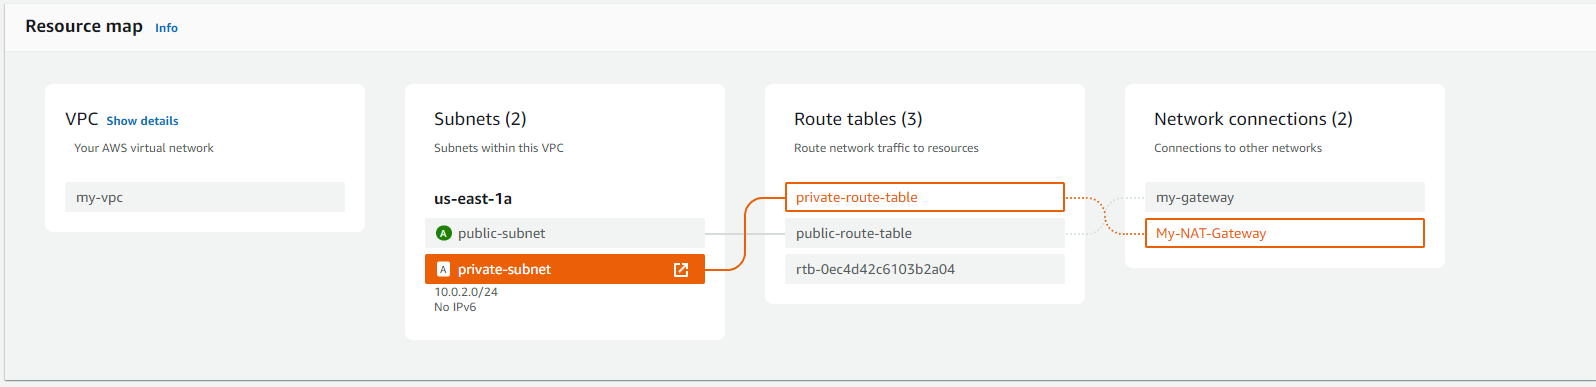 Resource map Info
VPC Show details
Your AWS virtual network
my-vpc
Subnets (2)
Subnets within this VPC
us-east-1a
A public-subnet
A private-subnet
10.0.2.0/24
No IPv6
Route tables (3)
Route network traffic to resources
private-route-table
public-route-table
rtb-0ec4d42c6103b2a04
Network connections (2)
Connections to other networks
my-gateway
My-NAT-Gateway